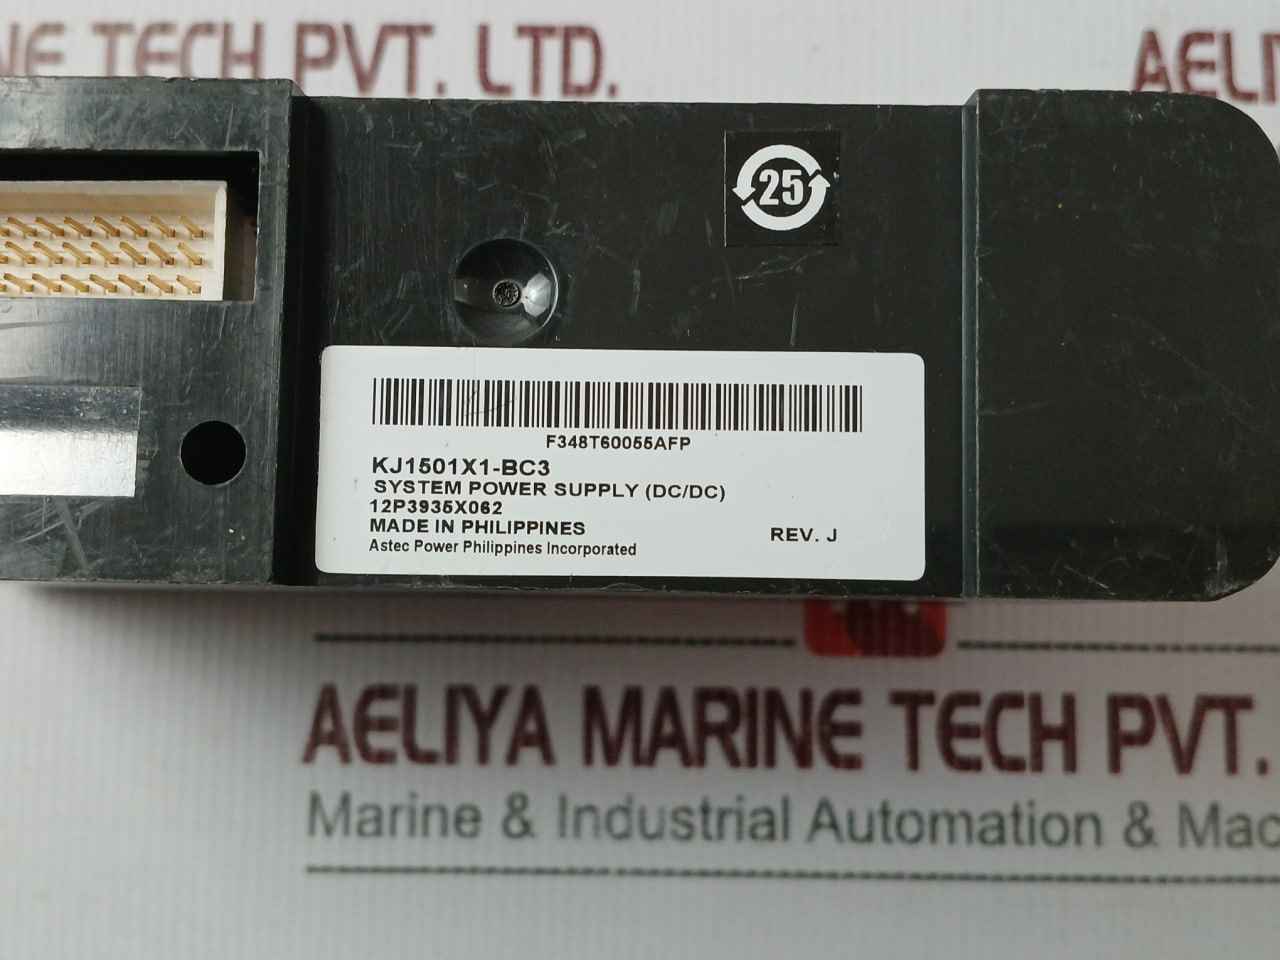 NE TECH PVT. LTD.
AELIY
25
F348T60055AFP
KJ1501X1-BC3
SYSTEM POWER SUPPLY (DC/DC)
12P3935X062
MADE IN PHILIPPINES
REV. J
Astec Power Philippines Incorporated
AELIYA MARINE TECH PVT.
Marine & Industrial Automation & Mac